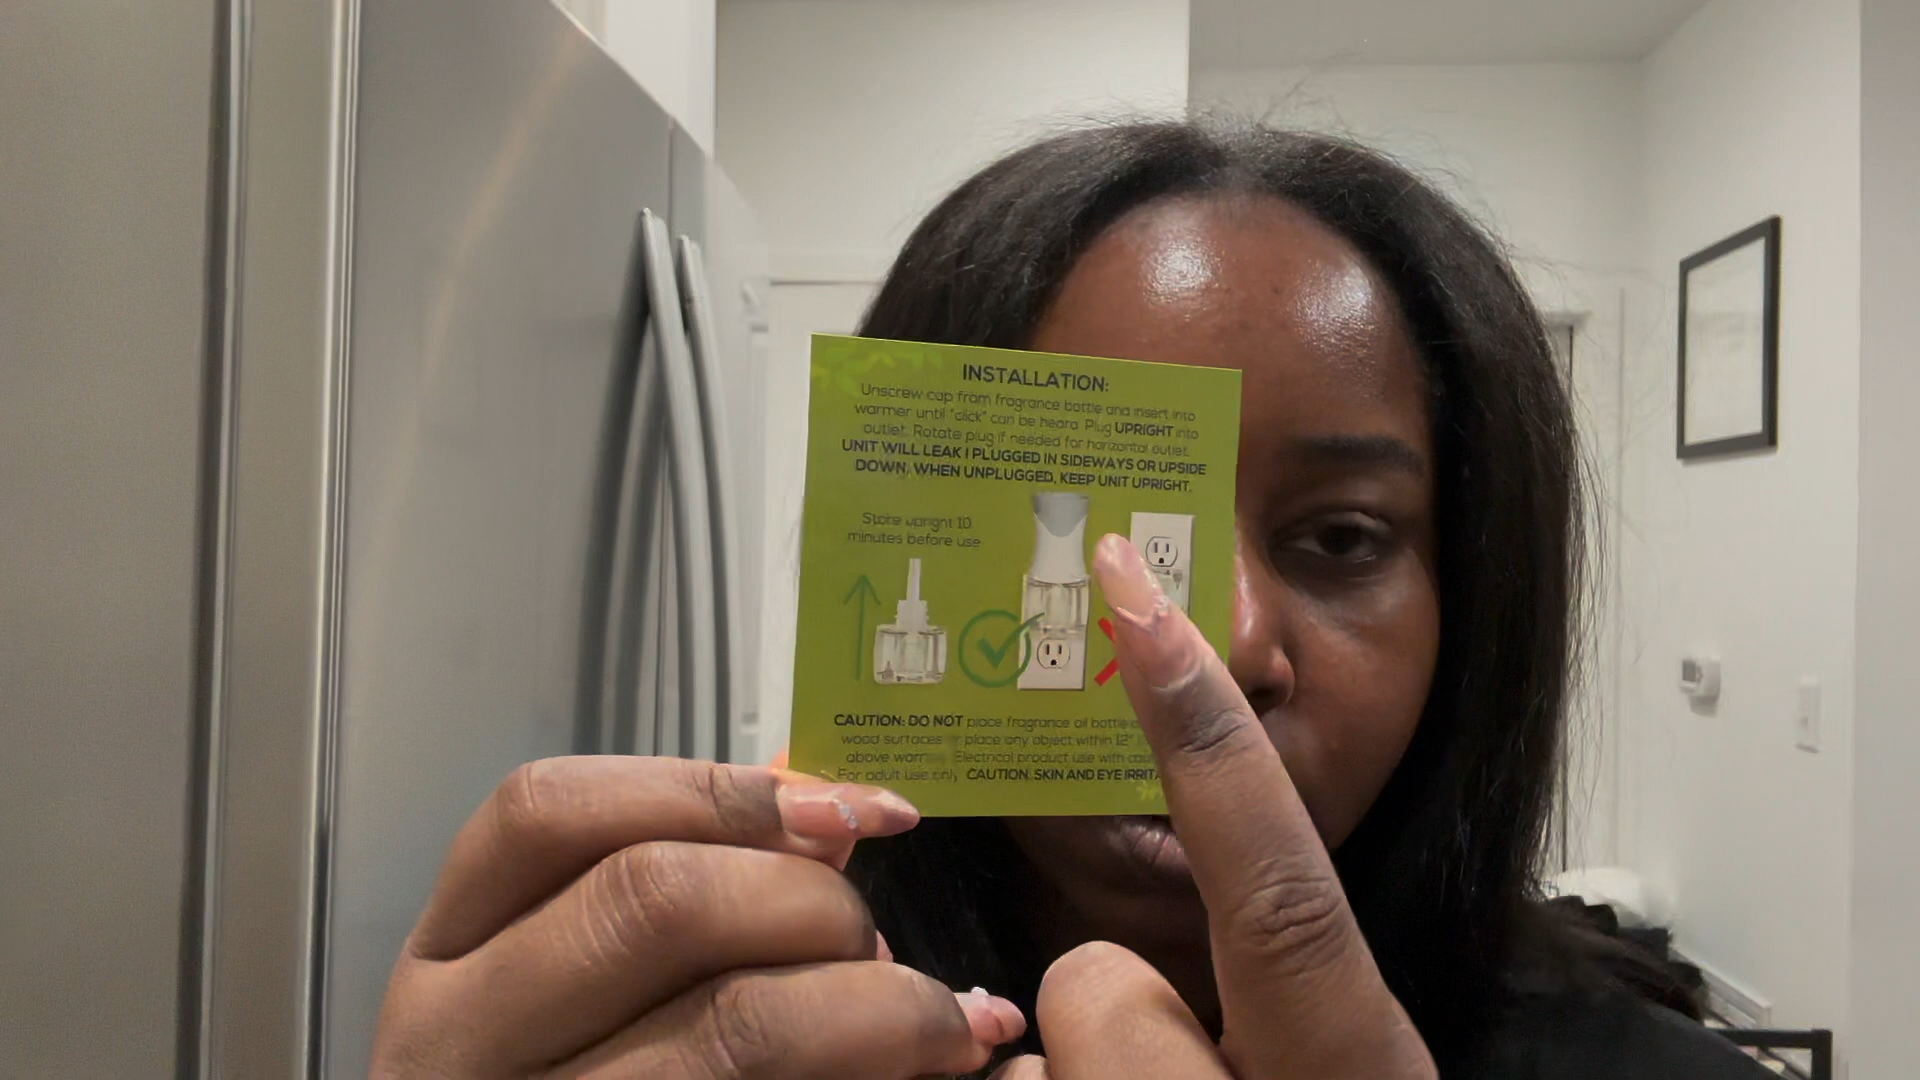 INSTALLATION:
Unscrew cap from fragrance bottle and insert into
warmer until "click" can be heard. Plug UPRIGHT into
outlet. Rotate plug if needed for horizontal outlet.
UNIT WILL LEAK I PLUGGED IN SIDEWAYS OR UPSIDE
DOWN, WHEN UNPLUGGED, KEEP UNIT UPRIGHT.
Store upright 10
minutes before use
CAUTION: DO NOT place fragrance oil bottle
wood surfaces place any object within 12"
above Electrical product use with
For adult use only CAUTION: SKIN AND EYE